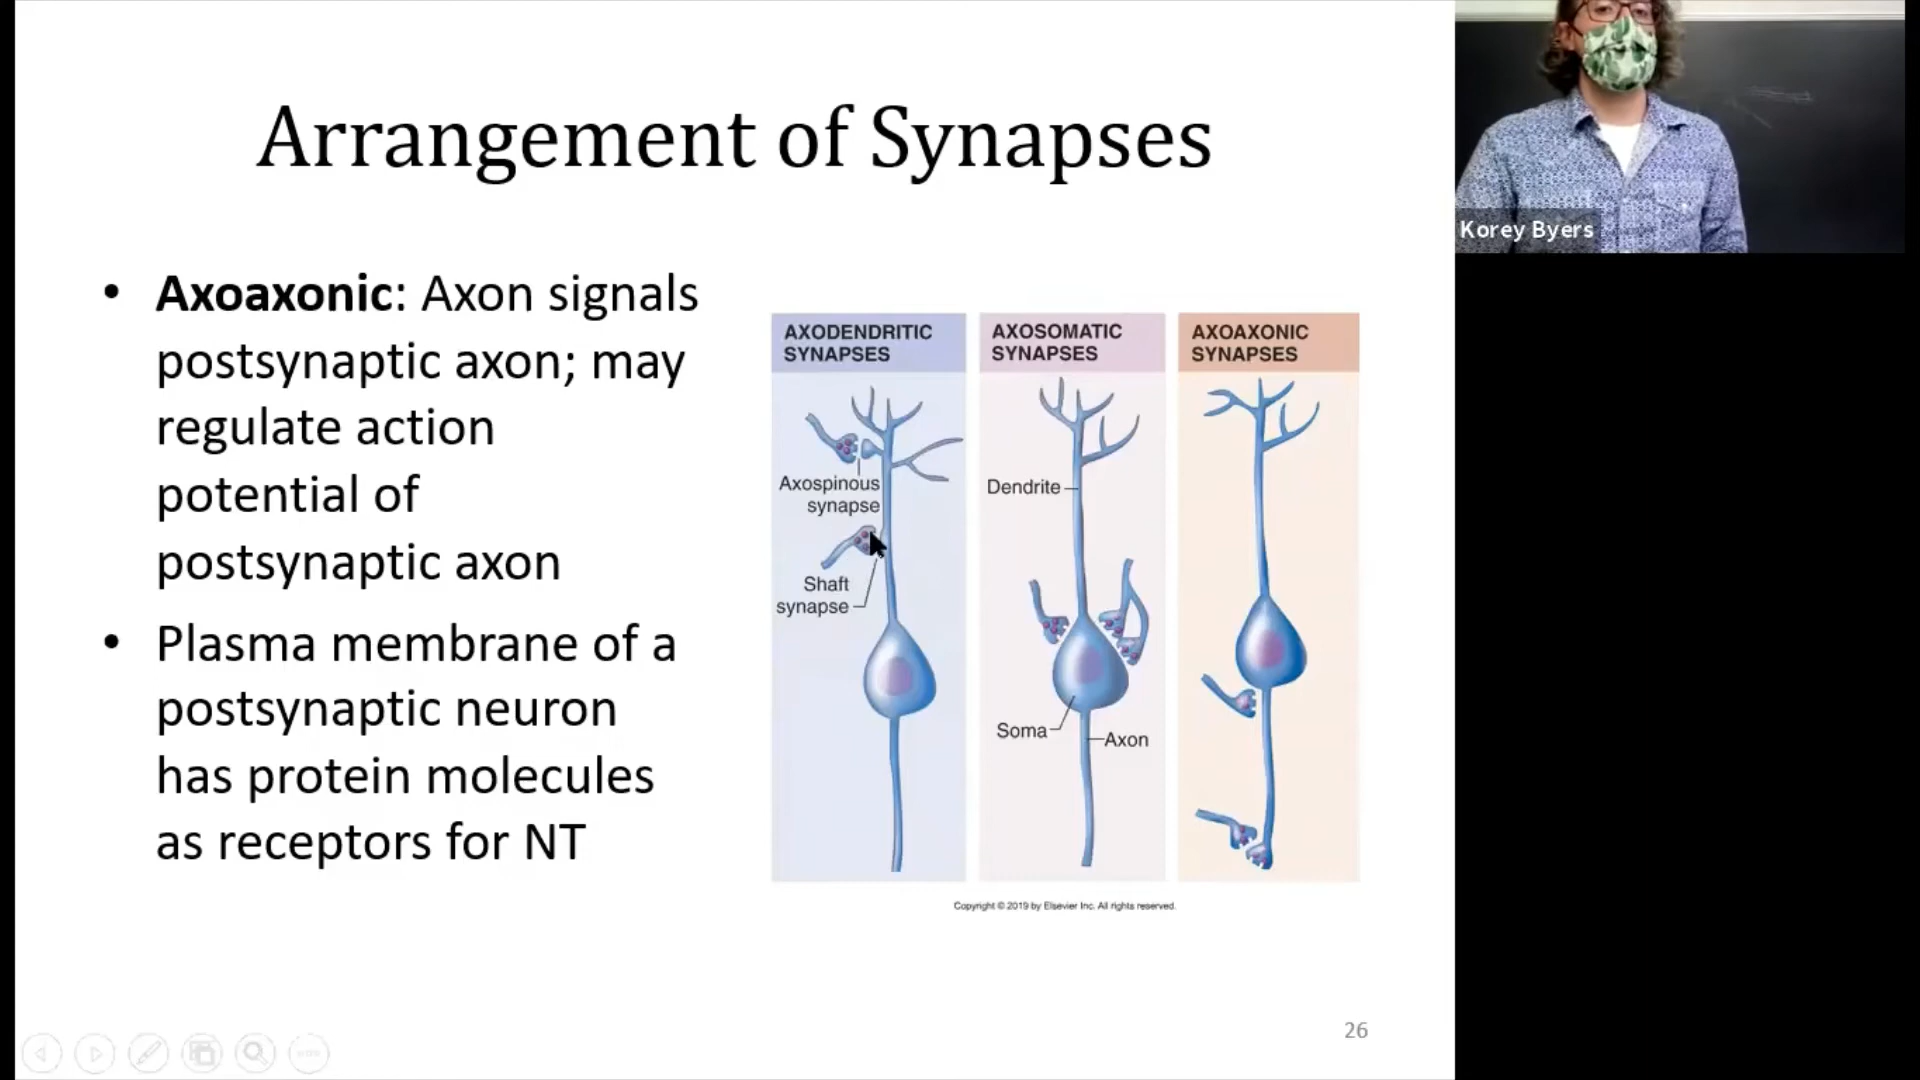 Arrangement of Synapses
• Axoaxonic: Axon signals
postsynaptic axon; may
regulate action
potential of
postsynaptic axon
• Plasma membrane of a
postsynaptic neuron
has protein molecules
as receptors for NT
AXODENDRITIC
SYNAPSES
Axospinous
synapse
Shaft
synapse
AXOSOMATIC
SYNAPSES
Dendrite
Soma
Axon
AXOAXONIC
SYNAPSES
Copyright © 2019 by Elsevier Inc. All rights reserved.
26
Korey Byers